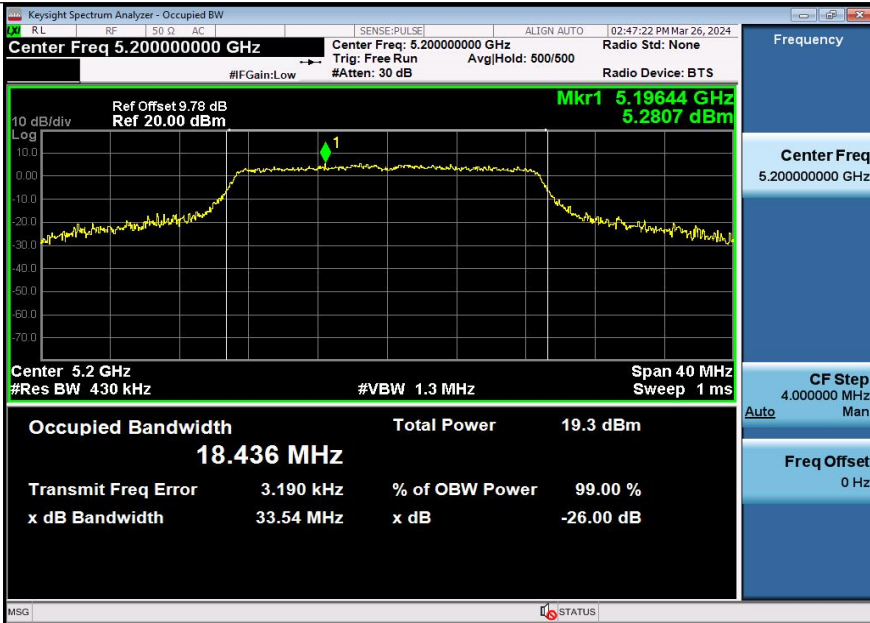 Keysight Spectrum Analyzer - Occupied BW
LXI RL RF 50 Ω AC SENSE:PULSE ALIGN AUTO 02:47:22 PM Mar 26, 2024
Center Freq 5.200000000 GHz
Center Freq: 5.200000000 GHz
Radio Std: None
Trig: Free Run
Avg|Hold: 500/500
#IFGain:Low
#Atten: 30 dB
Radio Device: BTS
Frequency
Ref Offset 9.78 dB
10 dB/div Ref 20.00 dBm
Mkr1 5.19644 GHz
5.2807 dBm
Log
1
10.0
0.00
-10.0
-20.0
-30.0
-40.0
-50.0
-60.0
-70.0
Center 5.2 GHz
Span 40 MHz
#Res BW 430 kHz
#VBW 1.3 MHz
Sweep 1 ms
Occupied Bandwidth
18.436 MHz
Total Power 19.3 dBm
Transmit Freq Error 3.190 kHz
% of OBW Power 99.00 %
x dB Bandwidth 33.54 MHz
x dB -26.00 dB
Center Freq
5.200000000 GHz
CF Step
4.000000 MHz
Auto Man
Freq Offset
0 Hz
MSG
STATUS